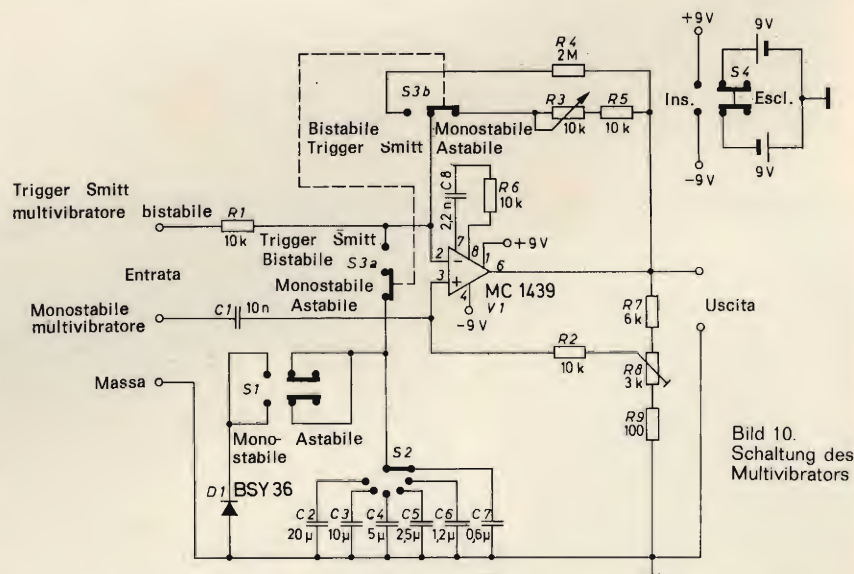 R4
2M
+9V
9V
S4
S3b
R3
R5
Ins.
Escl.
10k
10k
Bistabile
Trigger Smitt
Monostabile
Astabile
C8
2,2n
R6
10k
-9V
9V
Trigger Smitt
multivibratore bistabile
R1
10k
Trigger Smitt
Bistabile
7
8
1
+9V
2
6
3
4
MC 1439
V1
-9V
Entrata
S3a
Monostabile
Astabile
Monostabile
multivibratore
C1
10n
R7
6k
Uscita
R2
10k
R8
3k
Massa
S1
R9
100
Mono-
stabile
Astabile
S2
Bild 10.
Schaltung des
Multivibrators
D1
BSY 36
C2
20µ
C3
10µ
C4
5µ
C5
2,5µ
C6
1,2µ
C7
0,6µ